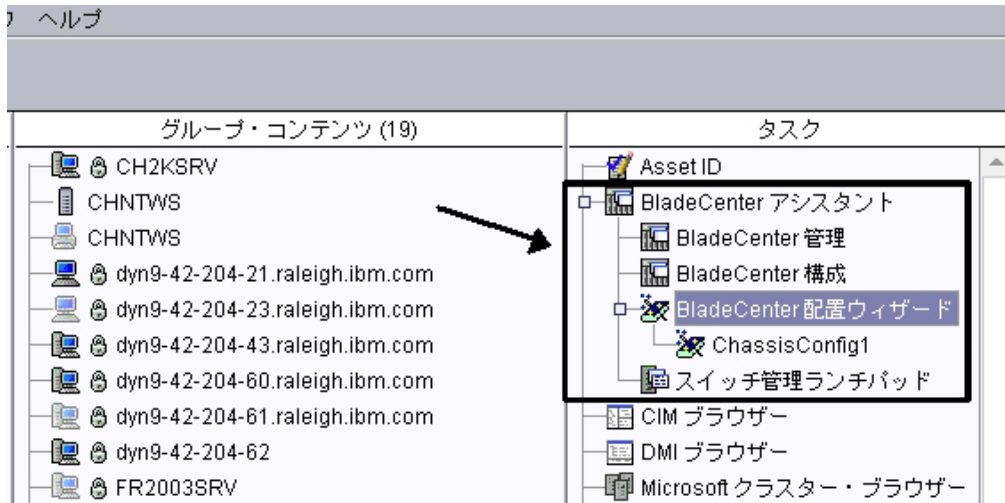 ヘルプ
グループ・コンテンツ (19)
CH2KSRV
CHNTWS
CHNTWS
dyn9-42-204-21.raleigh.ibm.com
dyn9-42-204-23.raleigh.ibm.com
dyn9-42-204-43.raleigh.ibm.com
dyn9-42-204-60.raleigh.ibm.com
dyn9-42-204-61.raleigh.ibm.com
dyn9-42-204-62
FR2003SRV
タスク
Asset ID
BladeCenter アシスタント
BladeCenter 管理
BladeCenter 構成
BladeCenter 配置ウィザード
ChassisConfig1
スイッチ管理ランチパッド
CIM ブラウザー
DMI ブラウザー
Microsoft クラスター・ブラウザー